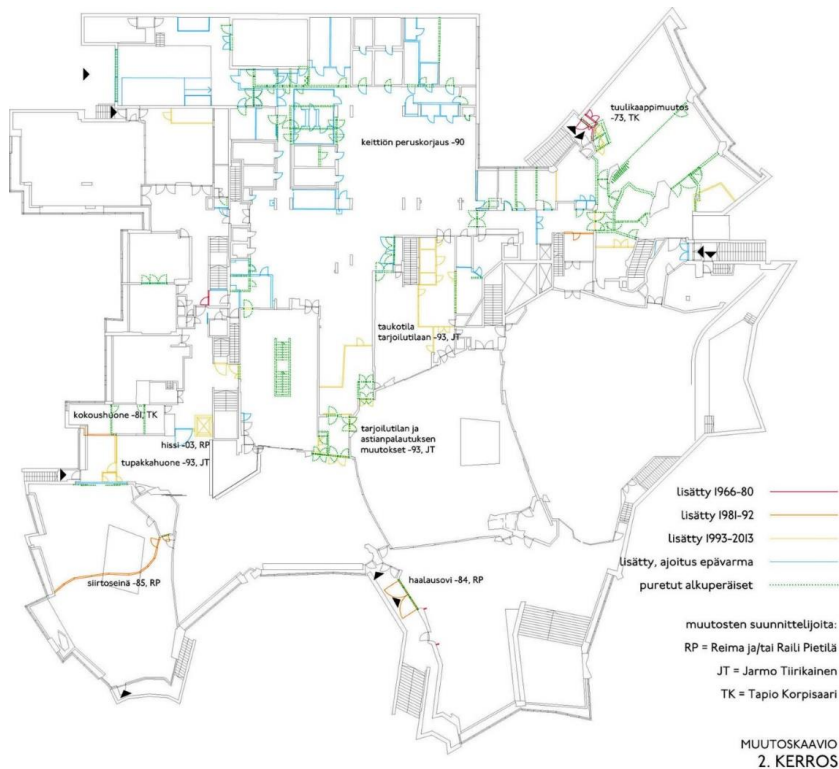 tuulikaappimuutos
-73, TK
keittiön peruskorjaus -90
taukotila
tarjoilutilaan -93, JT
kokoushuone -81, TK
hissi -03, RP
tupakkahuone -93, JT
tarjoilutilan ja
astianpalautuksen
muutokset -93, JT
siirtoseinä -85, RP
haalausovi -84, RP
lisätty 1966-80
lisätty 1981-92
lisätty 1993-2013
lisätty, ajoitus epävarma
puretut alkuperäiset
muutosten suunnittelijoita:
RP = Reima ja/tai Raili Pietilä
JT = Jarmo Tiirikainen
TK = Tapio Korpisaari
MUUTOSKAAVIO
2. KERROS